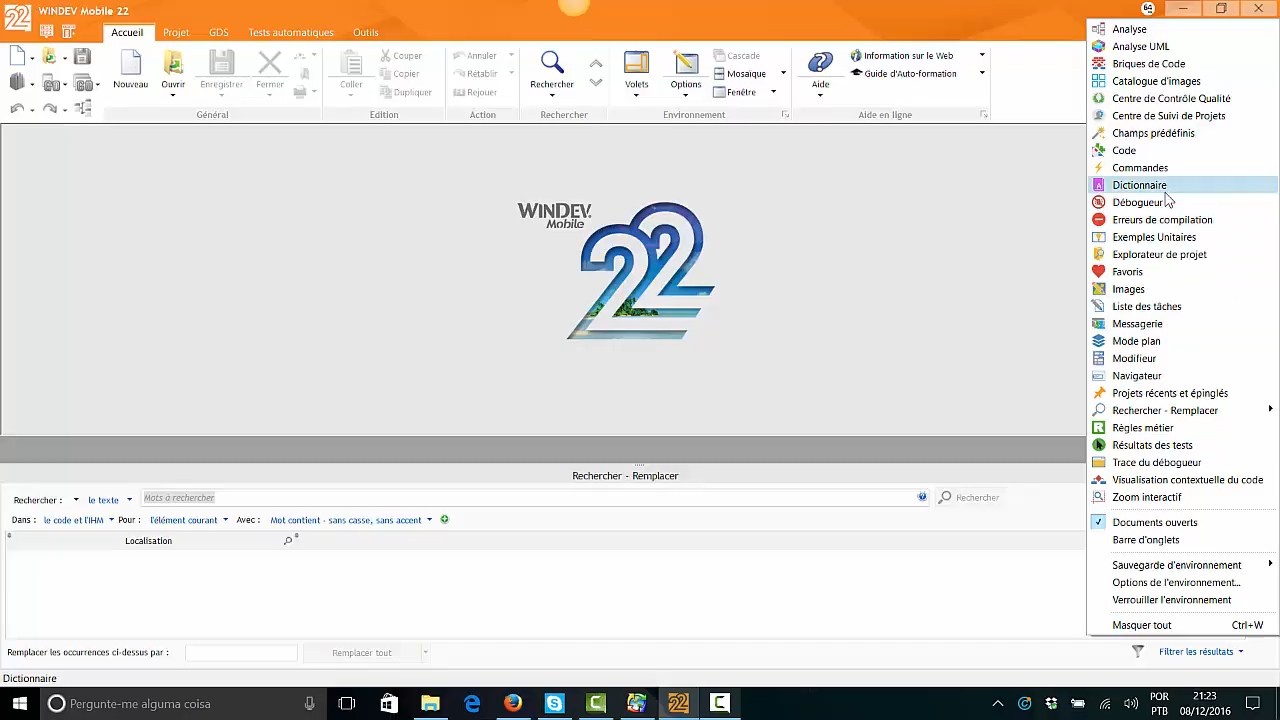 22 WINDEV Mobile 22
64
Accueil Projet GDS Tests automatiques Outils
Nouveau Ouvrir Enregistrer Fermer
Général
Coller Couper Copier Dupliquer
Edition
Annuler Rétablir Rejouer
Action
Rechercher
Rechercher
Volets Options Cascade Mosaïque Fenêtre
Environnement
Aide Information sur le Web Guide d'Auto-formation
Aide en ligne
WINDEV.
Mobile
22
Analyse
Analyse UML
Briques de Code
Catalogue d'images
Centre de Contrôle Qualité
Centre de Suivi de Projets
Champs prédéfinis
Code
Commandes
Dictionnaire
Débogueur
Erreurs de compilation
Exemples Unitaires
Explorateur de projet
Favoris
Images
Liste des tâches
Messagerie
Mode plan
Modifieur
Navigateur
Projets récents et épinglés
Rechercher - Remplacer
Règles métier
Résultats des tests
Trace du débogueur
Visualisation contextuelle du code
Zoom interactif
Documents ouverts
Barre d'onglets
Sauvegarde d'environnement
Options de l'environnement...
Verrouiller l'environnement
Masquer tout Ctrl+W
Rechercher - Remplacer
Rechercher : le texte Mots à rechercher Rechercher
Dans : le code et l'IHM Pour : l'élément courant Avec : Mot contient - sans casse, sans accent
Localisation
Remplacer les occurrences ci-dessus par : Remplacer tout Filtrer les résultats
Dictionnaire
Pergunte-me alguma coisa
22
POR
PTB
21:23
08/12/2016